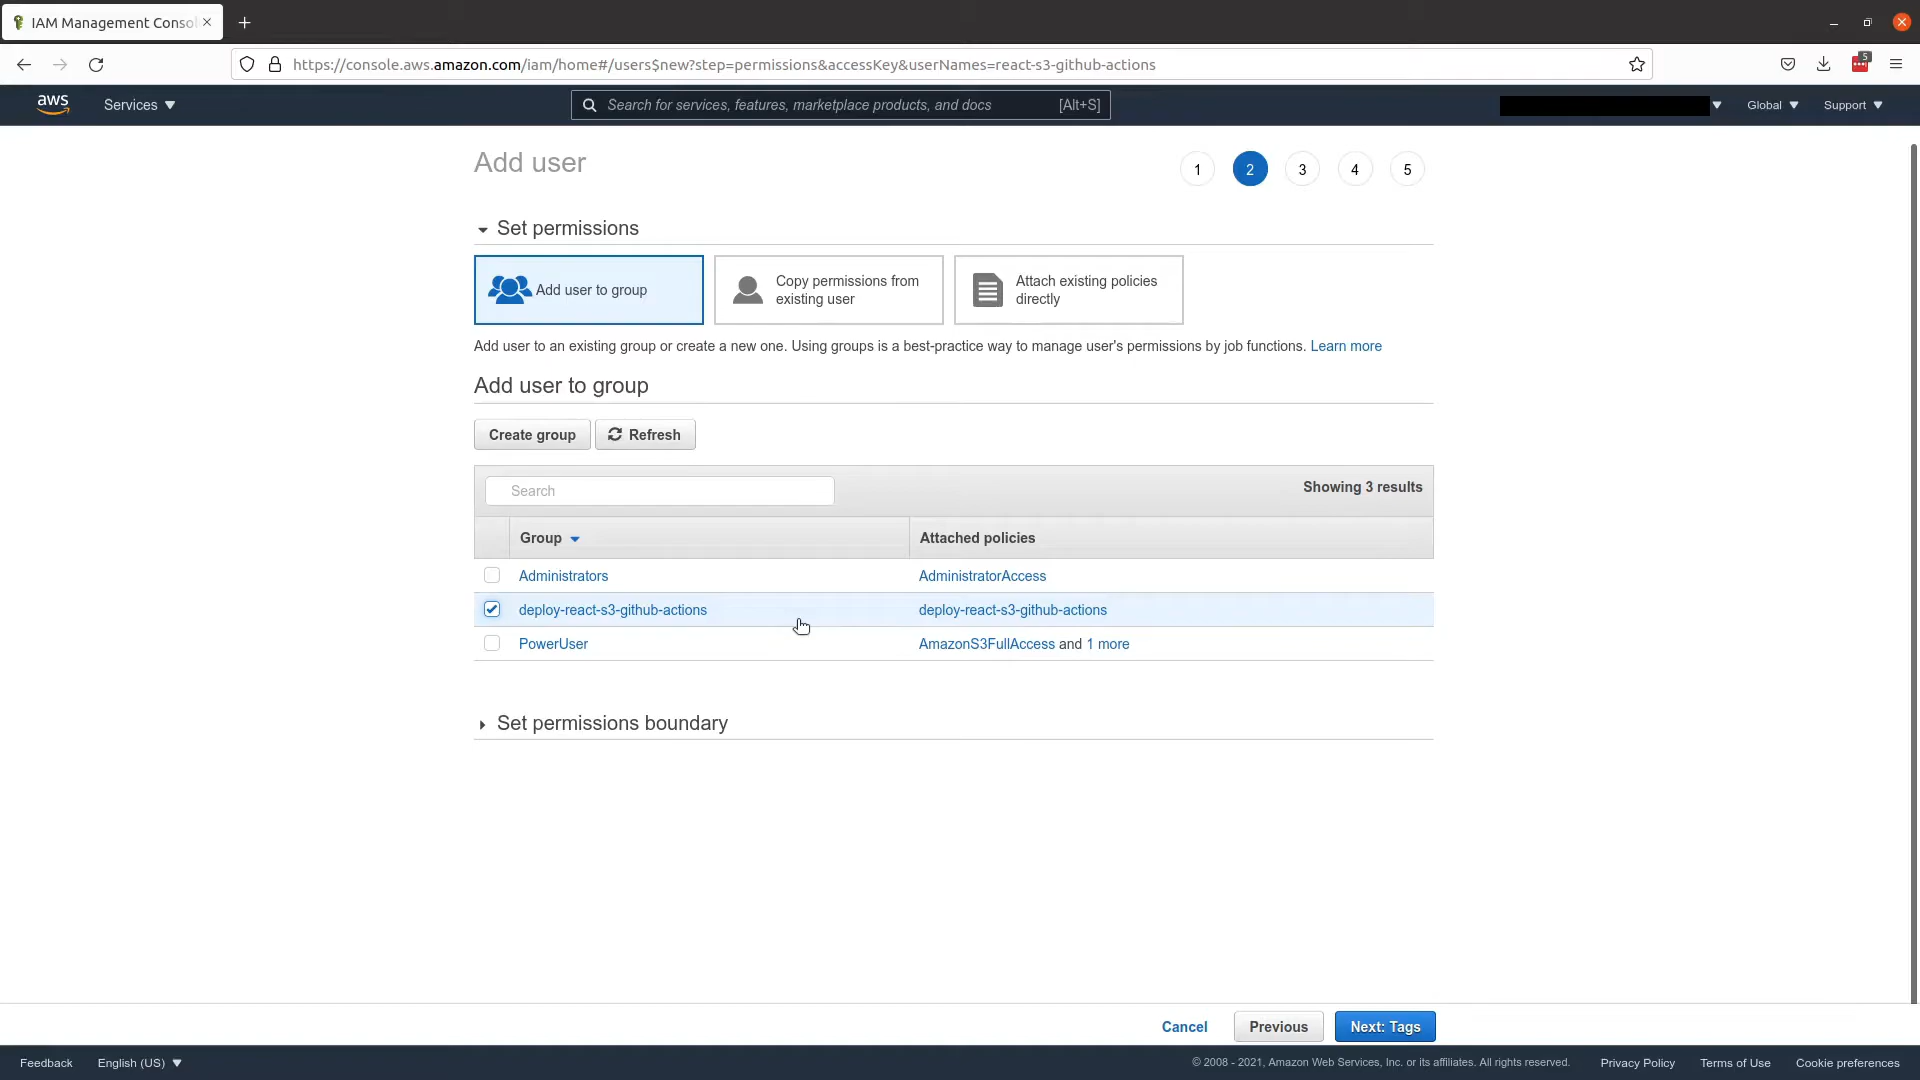 IAM Management Conso
https://console.aws.amazon.com/iam/home#/users$new?step=permissions&accessKey&userNames=react-s3-github-actions
5
aws
Services
Search for services, features, marketplace products, and docs
[Alt+S]
Global
Support
Add user
1
2
3
4
5
Set permissions
Add user to group
Copy permissions from
existing user
Attach existing policies
directly
Add user to an existing group or create a new one. Using groups is a best-practice way to manage user's permissions by job functions. Learn more
Add user to group
Create group
Refresh
Search
Showing 3 results
Group
Attached policies
Administrators
AdministratorAccess
deploy-react-s3-github-actions
deploy-react-s3-github-actions
PowerUser
AmazonS3FullAccess and 1 more
Set permissions boundary
Cancel
Previous
Next: Tags
Feedback
English (US)
© 2008 - 2021, Amazon Web Services, Inc. or its affiliates. All rights reserved.
Privacy Policy
Terms of Use
Cookie preferences